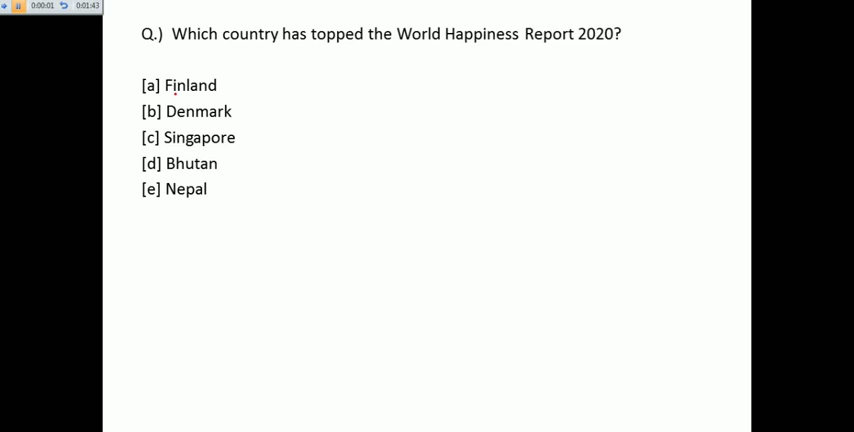 0:00:01 0:01:43
Q.) Which country has topped the World Happiness Report 2020?
[a] Finland
[b] Denmark
[c] Singapore
[d] Bhutan
[e] Nepal